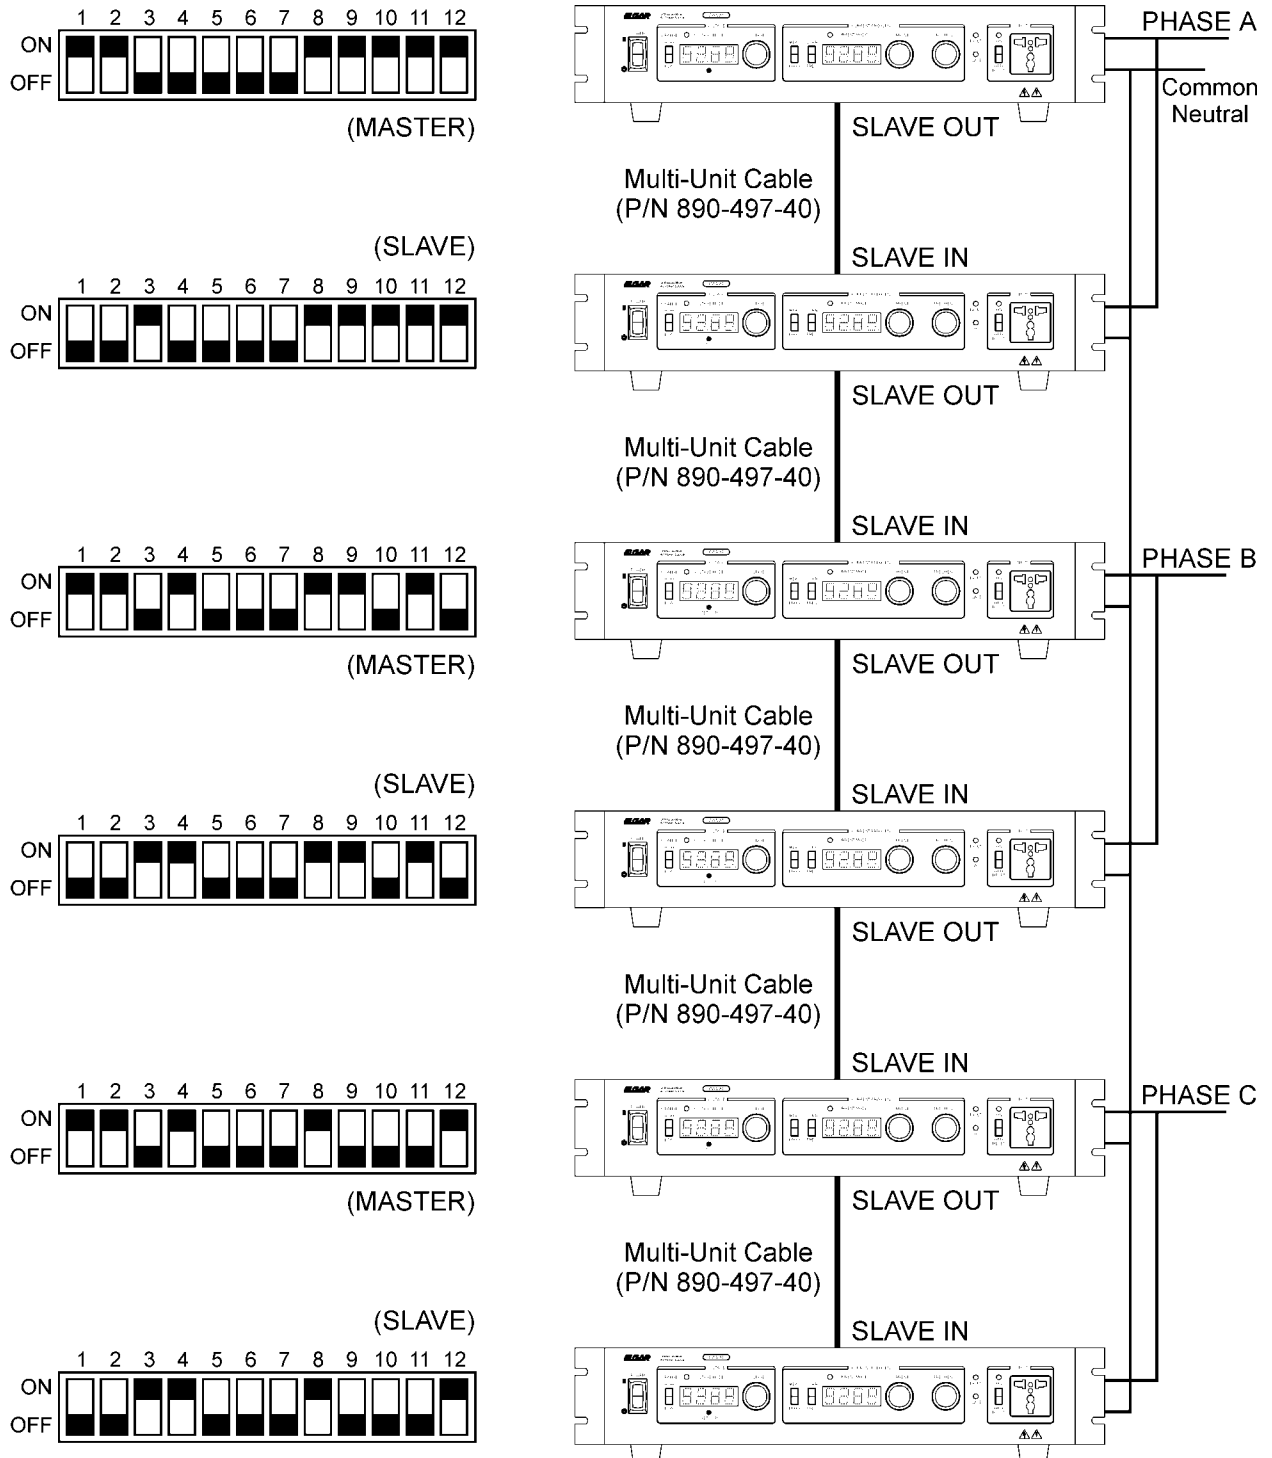 1 2 3 4 5 6 7 8 9 10 11 12
ON
OFF
(MASTER)
ELGAR
PHASE A
Common
Neutral
SLAVE OUT
Multi-Unit Cable
(P/N 890-497-40)
(SLAVE)
SLAVE IN
1 2 3 4 5 6 7 8 9 10 11 12
ON
OFF
ELGAR
SLAVE OUT
Multi-Unit Cable
(P/N 890-497-40)
SLAVE IN
1 2 3 4 5 6 7 8 9 10 11 12
ON
OFF
(MASTER)
ELGAR
PHASE B
SLAVE OUT
Multi-Unit Cable
(P/N 890-497-40)
(SLAVE)
SLAVE IN
1 2 3 4 5 6 7 8 9 10 11 12
ON
OFF
ELGAR
SLAVE OUT
Multi-Unit Cable
(P/N 890-497-40)
SLAVE IN
1 2 3 4 5 6 7 8 9 10 11 12
ON
OFF
(MASTER)
ELGAR
PHASE C
SLAVE OUT
Multi-Unit Cable
(P/N 890-497-40)
(SLAVE)
SLAVE IN
1 2 3 4 5 6 7 8 9 10 11 12
ON
OFF
ELGAR